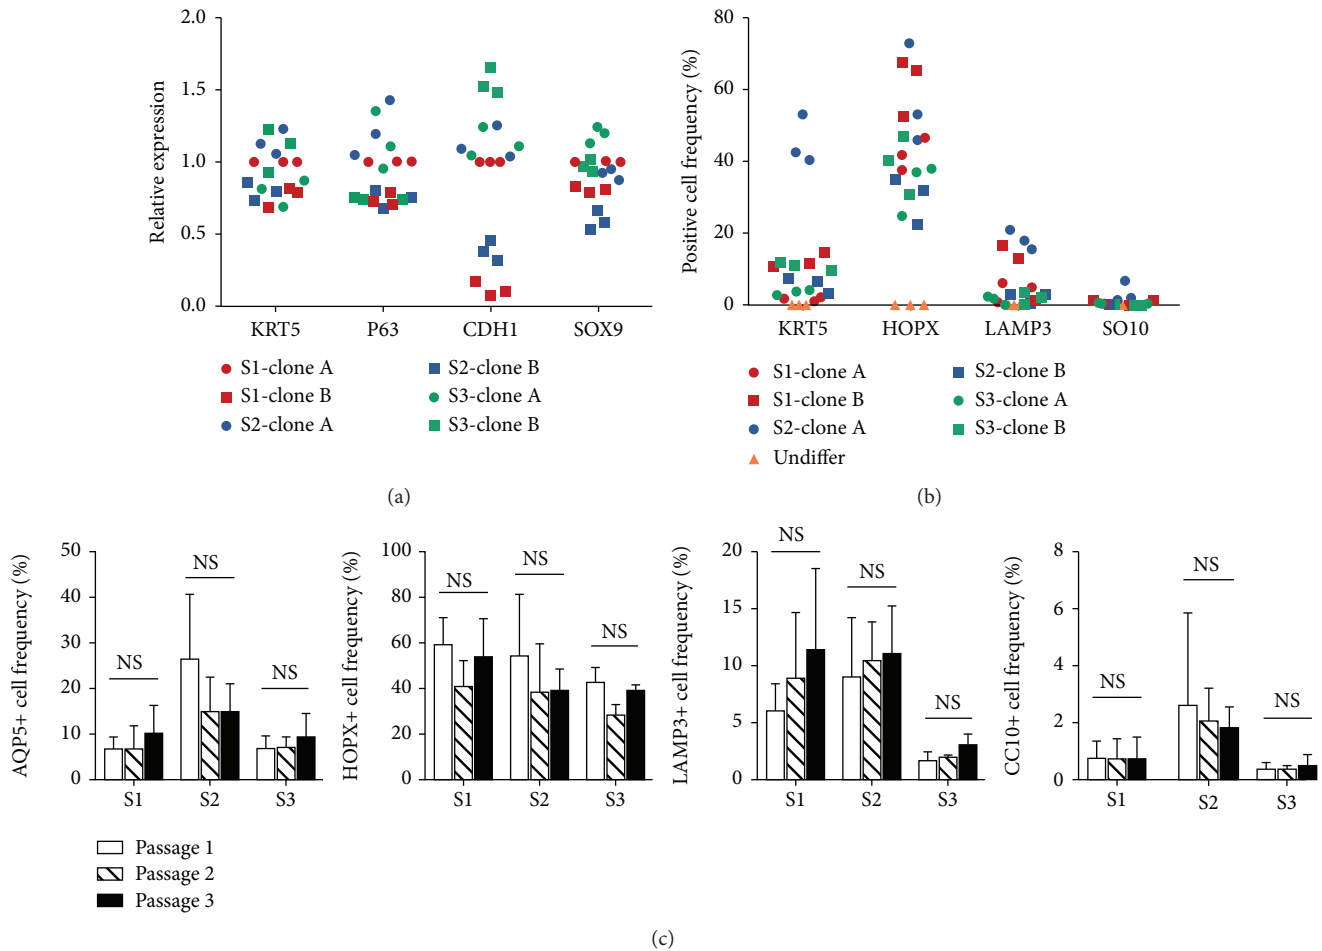 2.0
1.5
1.0
0.5
0.0
Relative expression
KRT5 P63 CDH1 SOX9
S1-clone A
S1-clone B
S2-clone A
S2-clone B
S3-clone A
S3-clone B
(a)
80
60
40
20
0
Positive cell frequency (%)
KRT5 HOPX LAMP3 SO10
S1-clone A
S1-clone B
S2-clone A
Undiffer
S2-clone B
S3-clone A
S3-clone B
(b)
50
40
30
20
10
0
AQP5+ cell frequency (%)
NS
NS
NS
S1 S2 S3
100
80
60
40
20
0
HOPX+ cell frequency (%)
NS
NS
NS
S1 S2 S3
20
15
10
5
0
LAMP3+ cell frequency (%)
NS
NS
NS
S1 S2 S3
8
6
4
2
0
CC10+ cell frequency (%)
NS
NS
NS
S1 S2 S3
Passage 1
Passage 2
Passage 3
(c)